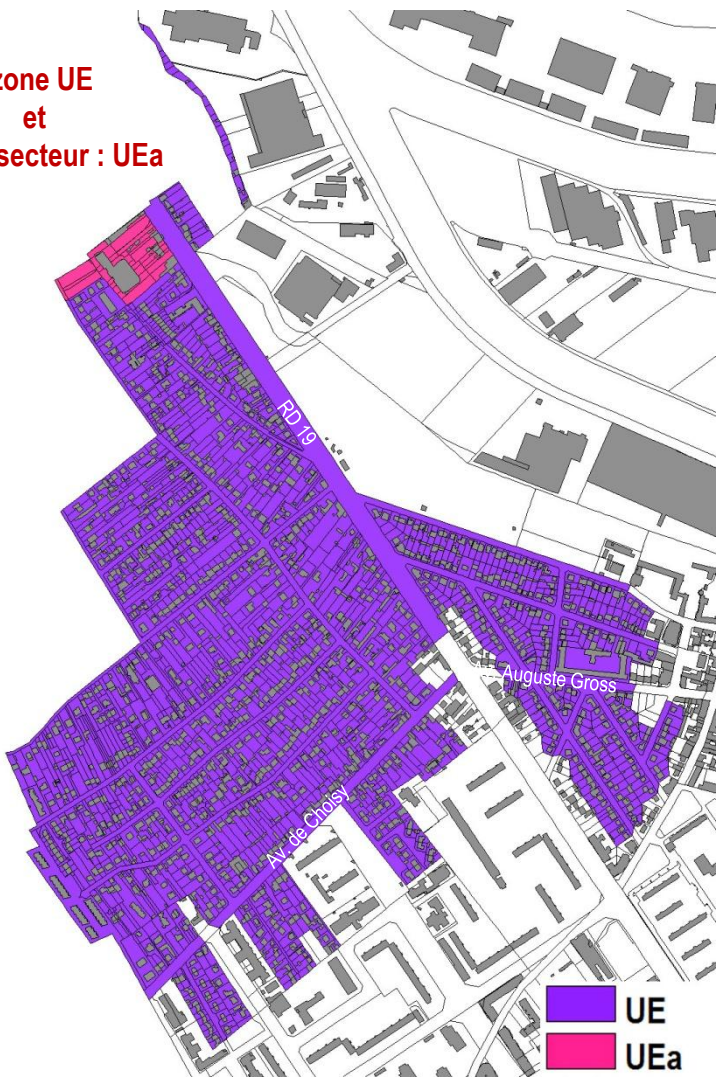 zone UE
et
secteur : UEa
RD 19
Auguste Gross
Av. de Choisy
UE
UEa